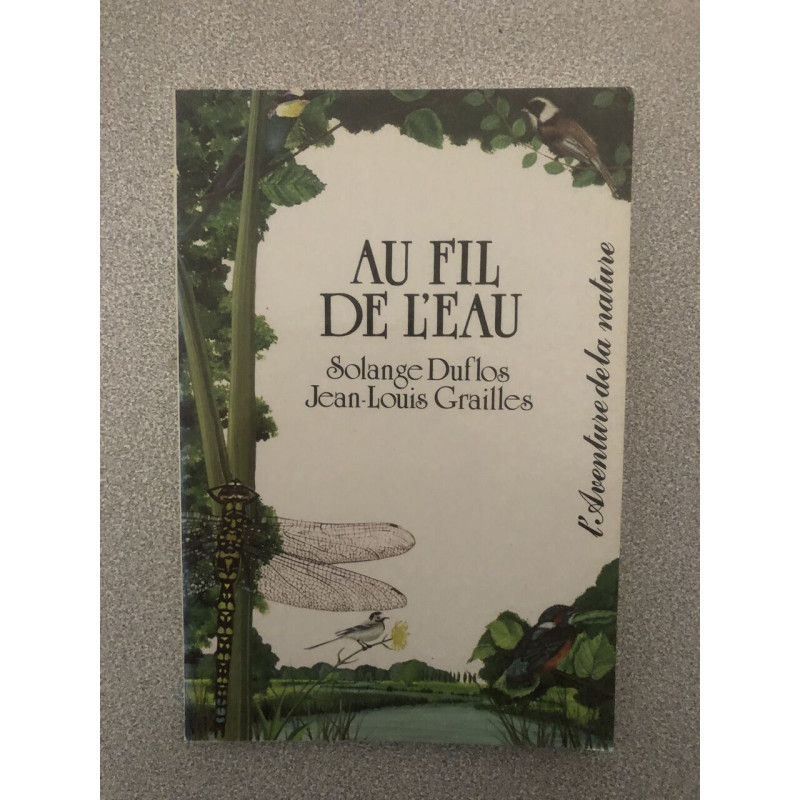 AU FIL
DE L'EAU
Solange Duflos
Jean-Louis Grailles
l'Aventure de la nature